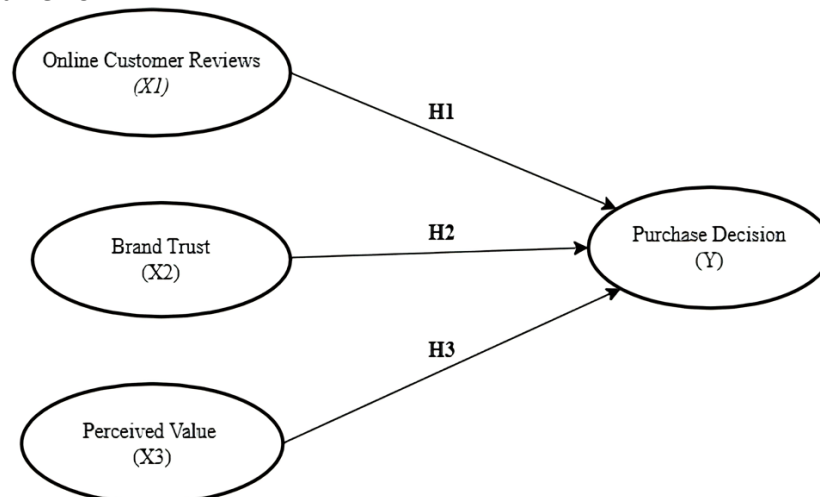 Online Customer Reviews
(X1)
H1
Brand Trust
(X2)
H2
Purchase Decision
(Y)
H3
Perceived Value
(X3)